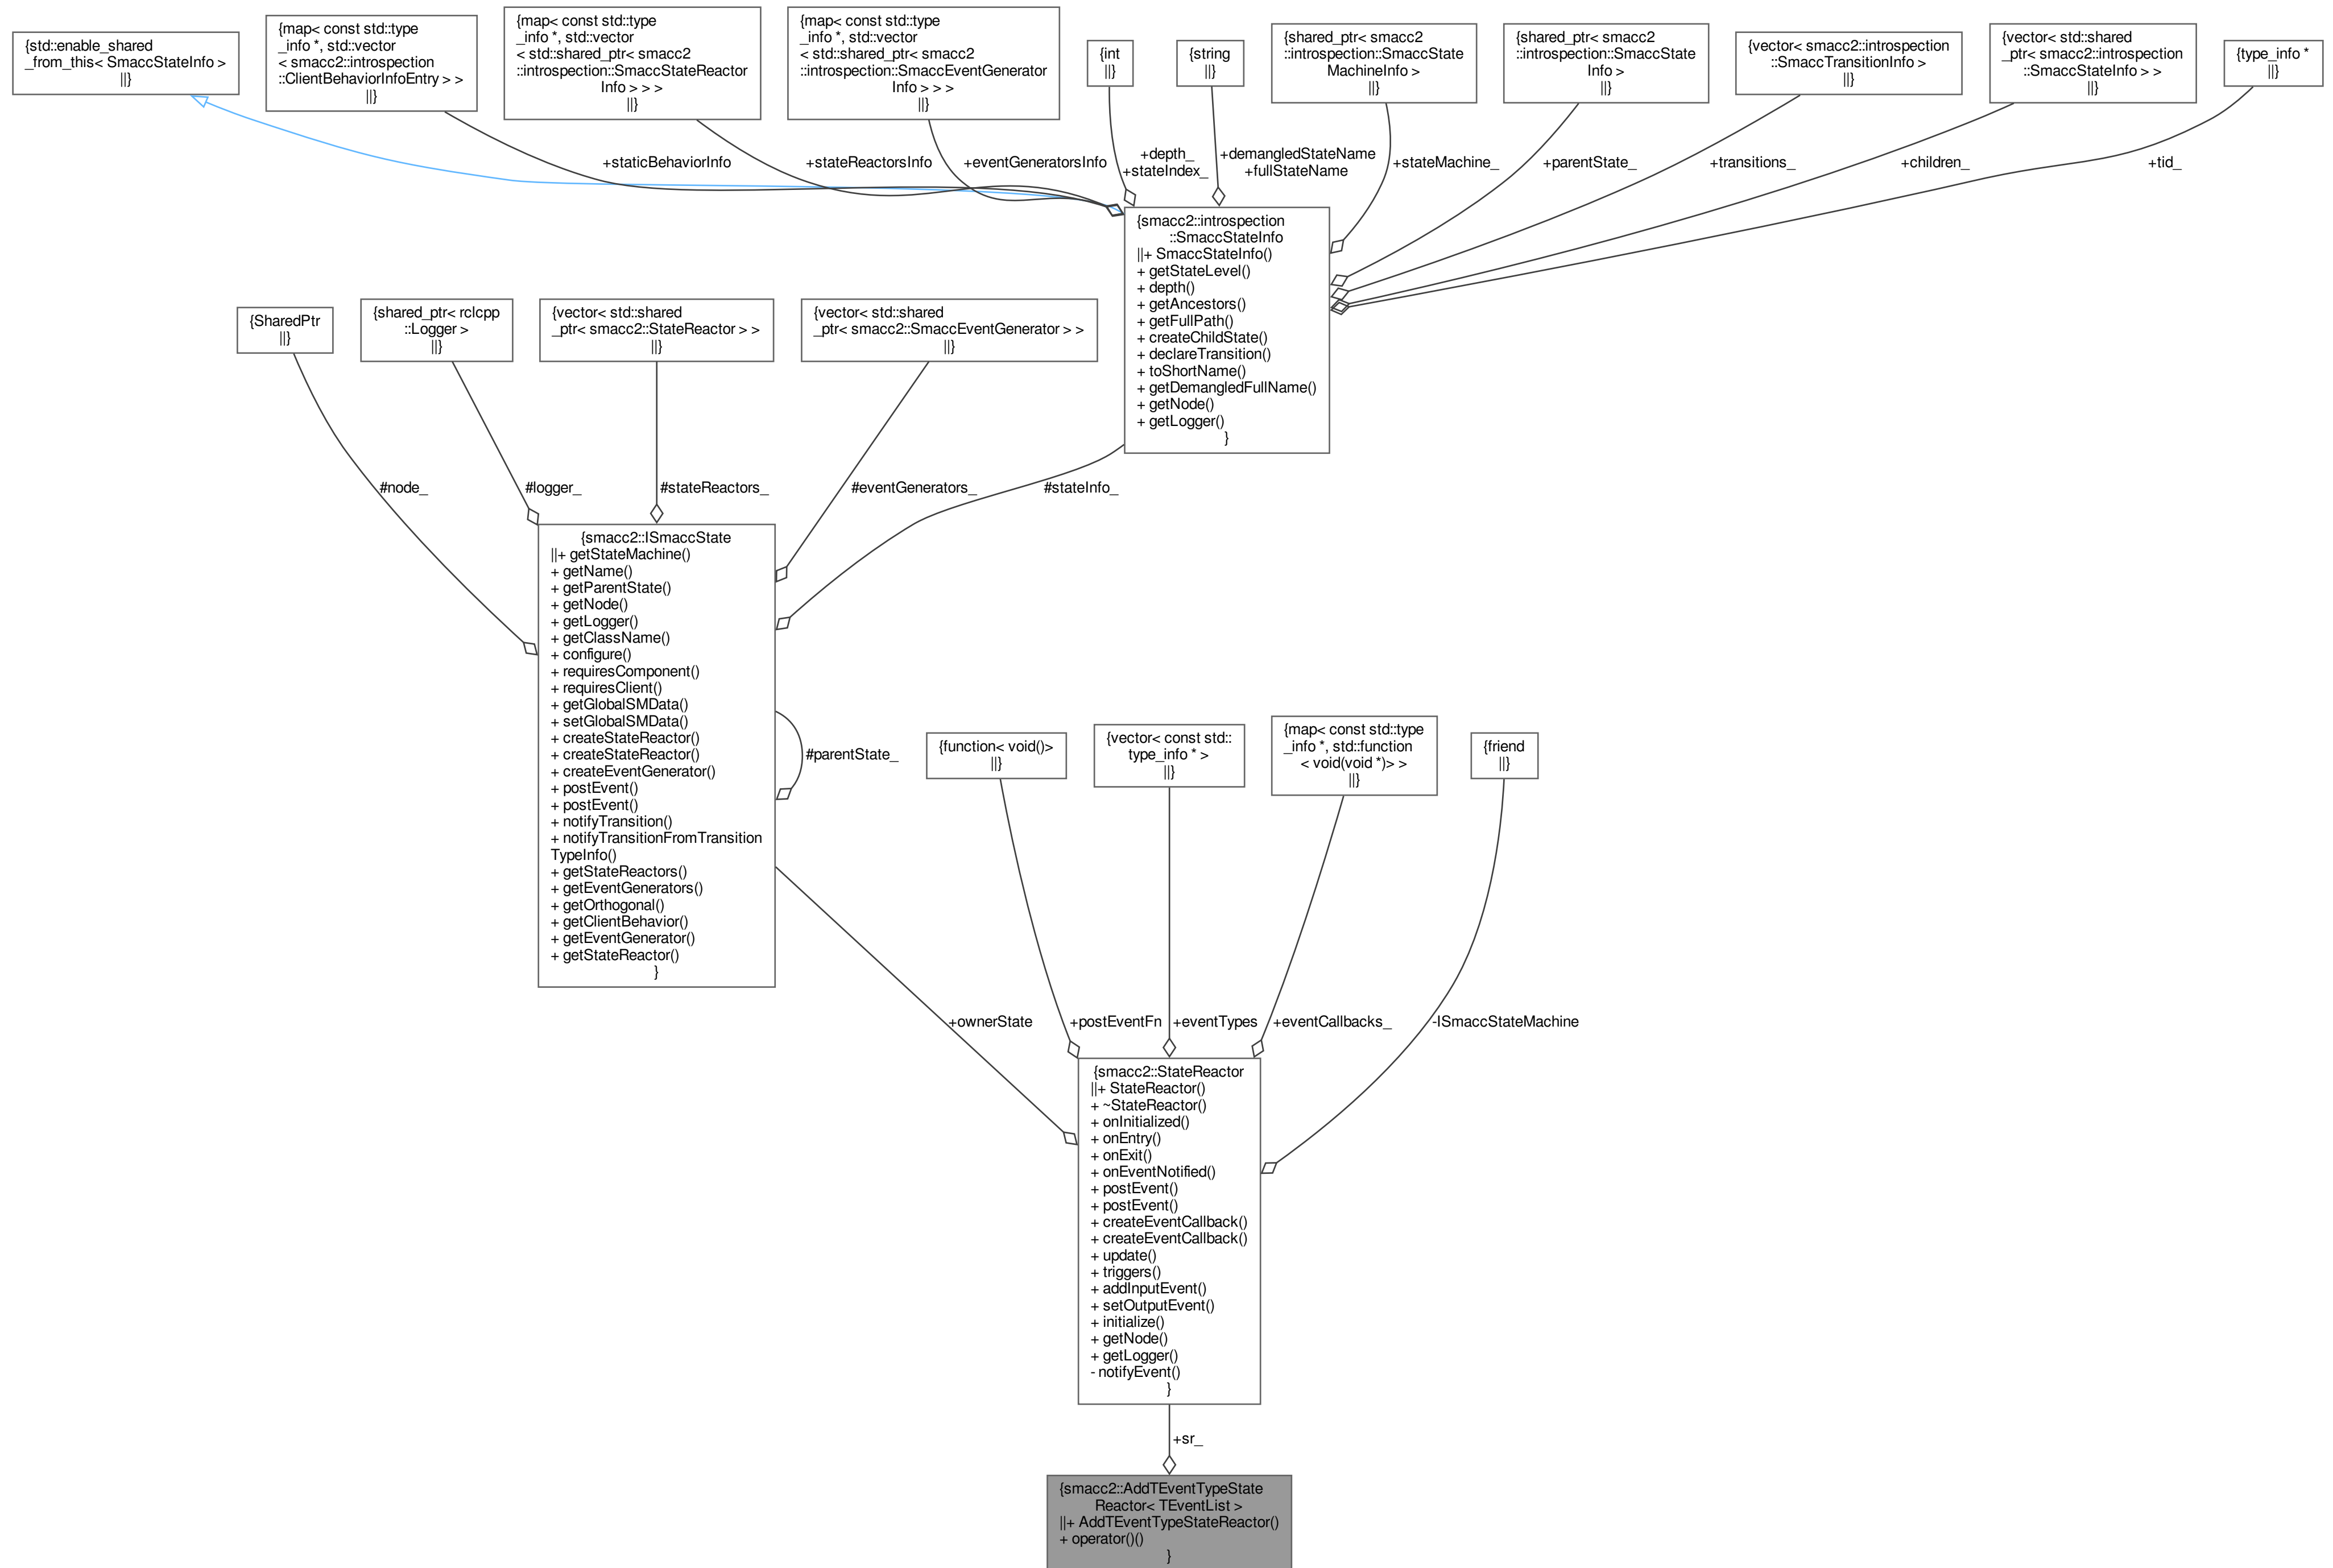 {std::enable_shared
_from_this< SmaccStateInfo >
||}
{map< const std::type
_info *, std::vector
< smacc2::introspection
::ClientBehaviorInfoEntry > >
||}
{map< const std::type
_info *, std::vector
< std::shared_ptr< smacc2
::introspection::SmaccStateReactor
Info > > >
||}
{map< const std::type
_info *, std::vector
< std::shared_ptr< smacc2
::introspection::SmaccEventGenerator
Info > > >
||}
{int
||}
{string
||}
{shared_ptr< smacc2
::introspection::SmaccState
MachineInfo >
||}
{shared_ptr< smacc2
::introspection::SmaccState
Info >
||}
{vector< smacc2::introspection
::SmaccTransitionInfo >
||}
{vector< std::shared
_ptr< smacc2::introspection
::SmaccStateInfo > >
||}
{type_info *
||}
+staticBehaviorInfo
+stateReactorsInfo
+eventGeneratorsInfo
+depth_
+stateIndex_
+demangledStateName
+fullStateName
+stateMachine_
+parentState_
+transitions_
+children_
+tid_
{smacc2::introspection
::SmaccStateInfo
||+ SmaccStateInfo()
+ getStateLevel()
+ depth()
+ getAncestors()
+ getFullPath()
+ createChildState()
+ declareTransition()
+ toShortName()
+ getDemangledFullName()
+ getNode()
+ getLogger()
}
{SharedPtr
||}
{shared_ptr< rclcpp
::Logger >
||}
{vector< std::shared
_ptr< smacc2::StateReactor > >
||}
{vector< std::shared
_ptr< smacc2::SmaccEventGenerator > >
||}
#node_
#logger_
#stateReactors_
#eventGenerators_
#stateInfo_
{smacc2::ISmaccState
||+ getStateMachine()
+ getName()
+ getParentState()
+ getNode()
+ getLogger()
+ getClassName()
+ configure()
+ requiresComponent()
+ requiresClient()
+ getGlobalSMData()
+ setGlobalSMData()
+ createStateReactor()
+ createStateReactor()
+ createEventGenerator()
+ postEvent()
+ postEvent()
+ notifyTransition()
+ notifyTransitionFromTransition
TypeInfo()
+ getStateReactors()
+ getEventGenerators()
+ getOrthogonal()
+ getClientBehavior()
+ getEventGenerator()
+ getStateReactor()
}
#parentState_
{function< void()>
||}
{vector< const std::
type_info * >
||}
{map< const std::type
_info *, std::function
< void(void *)> >
||}
{friend
||}
+ownerState
+postEventFn
+eventTypes
+eventCallbacks_
-ISmaccStateMachine
{smacc2::StateReactor
||+ StateReactor()
+ ~StateReactor()
+ onInitialized()
+ onEntry()
+ onExit()
+ onEventNotified()
+ postEvent()
+ postEvent()
+ createEventCallback()
+ createEventCallback()
+ update()
+ triggers()
+ addInputEvent()
+ setOutputEvent()
+ initialize()
+ getNode()
+ getLogger()
- notifyEvent()
}
+sr_
{smacc2::AddTEventTypeState
Reactor< TEventList >
||+ AddTEventTypeStateReactor()
+ operator()()
}